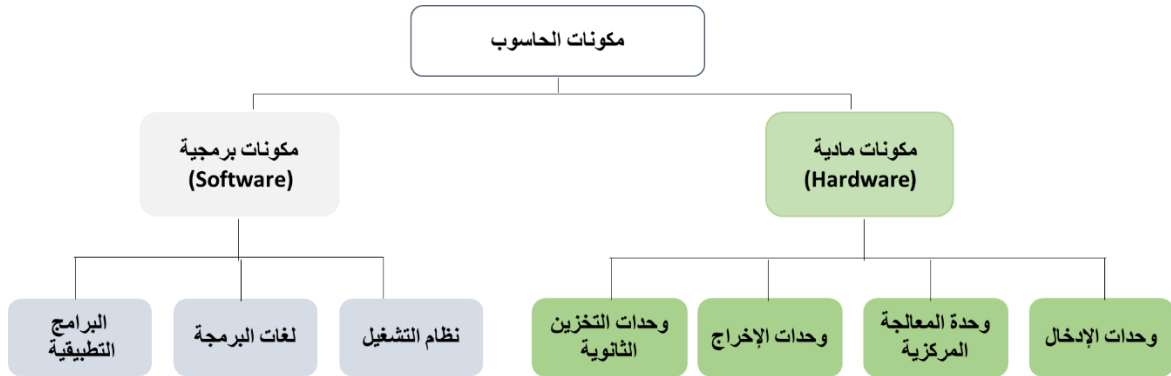 مكونات الحاسوب
مكونات مادية
(Hardware)
مكونات برمجية
(Software)
وحدات الإدخال
وحدة المعالجة
المركزية
وحدات الإخراج
وحدات التخزين
الثانوية
نظام التشغيل
لغات البرمجة
البرامج
التطبيقية